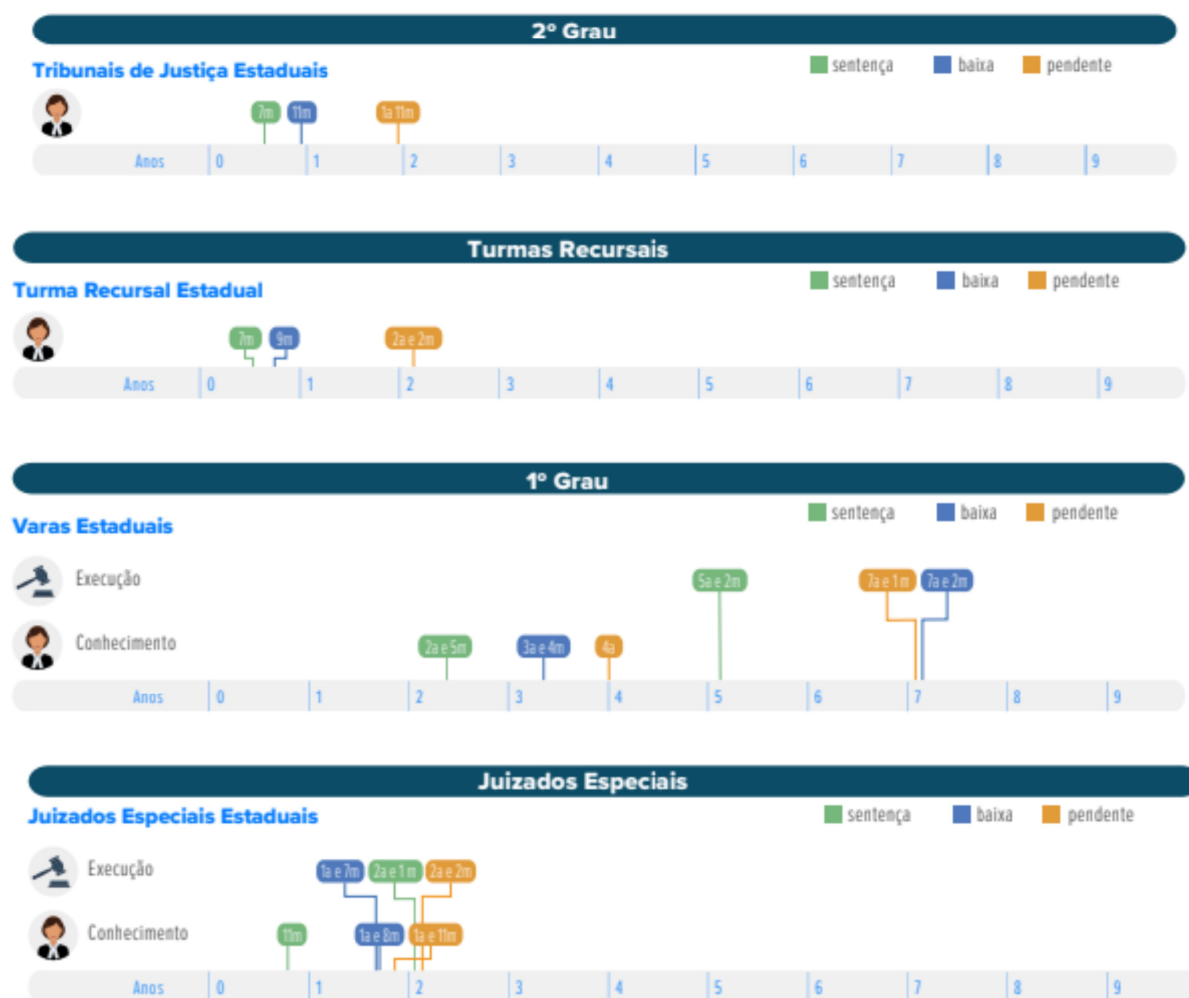 2º Grau
Tribunais de Justiça Estaduais
sentença baixa pendente
7m 11m 1a 11m
Anos 0 1 2 3 4 5 6 7 8 9
Turmas Recursais
Turma Recursal Estadual
sentença baixa pendente
7m 9m 2a e 2m
Anos 0 1 2 3 4 5 6 7 8 9
1º Grau
Varas Estaduais
sentença baixa pendente
Execução 5a e 2m 7a e 1m 7a e 2m
Conhecimento 2a e 5m 3a e 4m 4a
Anos 0 1 2 3 4 5 6 7 8 9
Juizados Especiais
Juizados Especiais Estaduais
sentença baixa pendente
Execução 1a e 7m 2a e 1m 2a e 2m
Conhecimento 11m 1a e 8m 1a e 11m
Anos 0 1 2 3 4 5 6 7 8 9